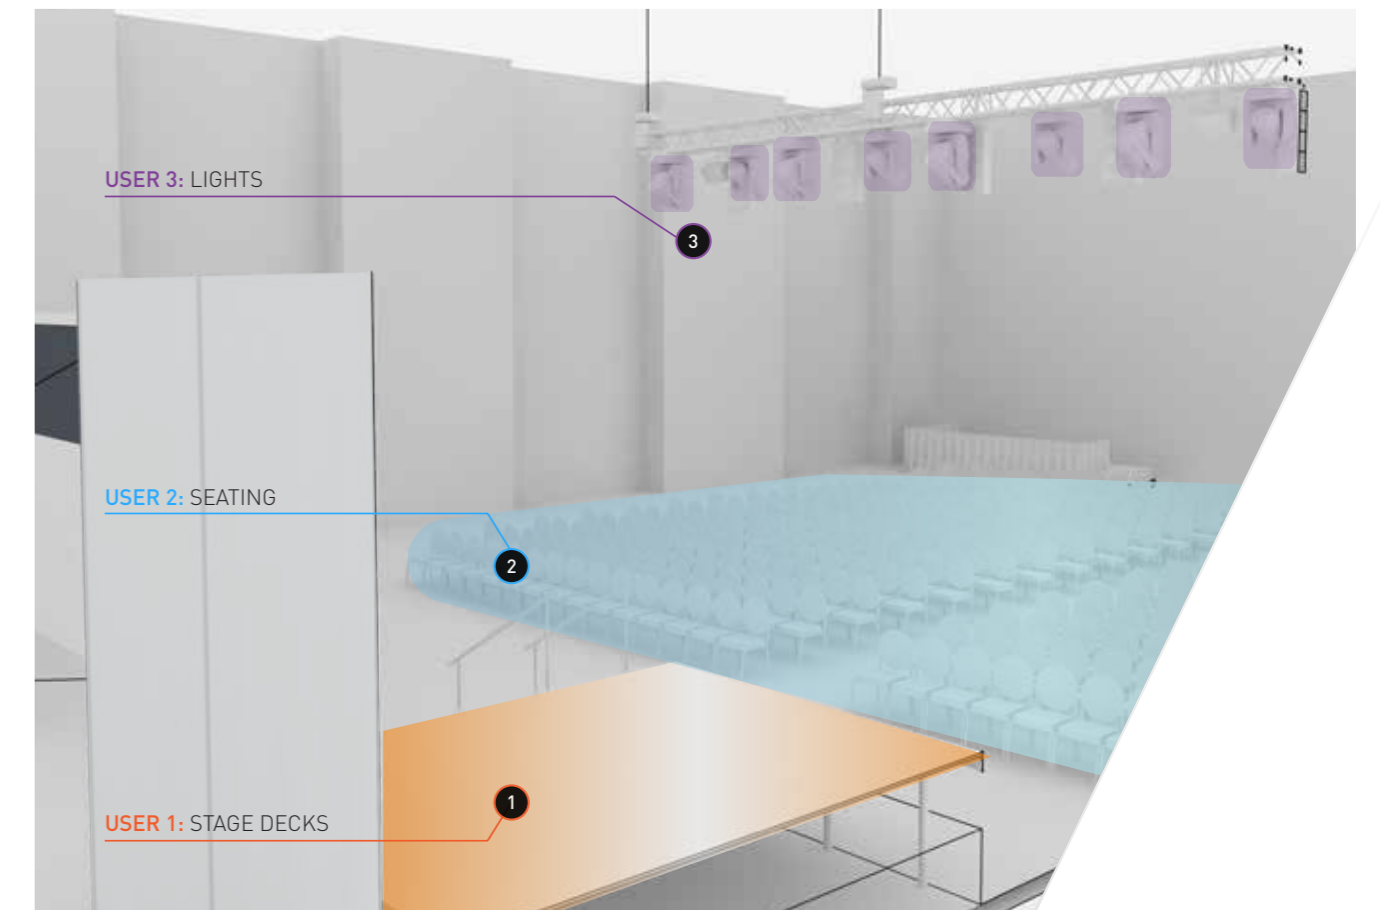 USER 3: LIGHTS
3
USER 2: SEATING
2
1
USER 1: STAGE DECKS